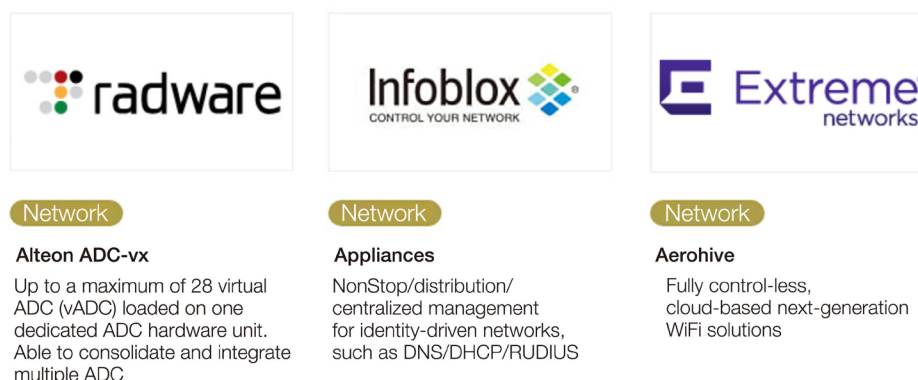 radware
Network
Alteon ADC-vx
Up to a maximum of 28 virtual
ADC (vADC) loaded on one
dedicated ADC hardware unit.
Able to consolidate and integrate
multiple ADC
Infoblox
CONTROL YOUR NETWORK
Network
Appliances
NonStop/distribution/
centralized management
for identity-driven networks,
such as DNS/DHCP/RUDIUS
Extreme
networks
Network
Aerohive
Fully control-less,
cloud-based next-generation
WiFi solutions